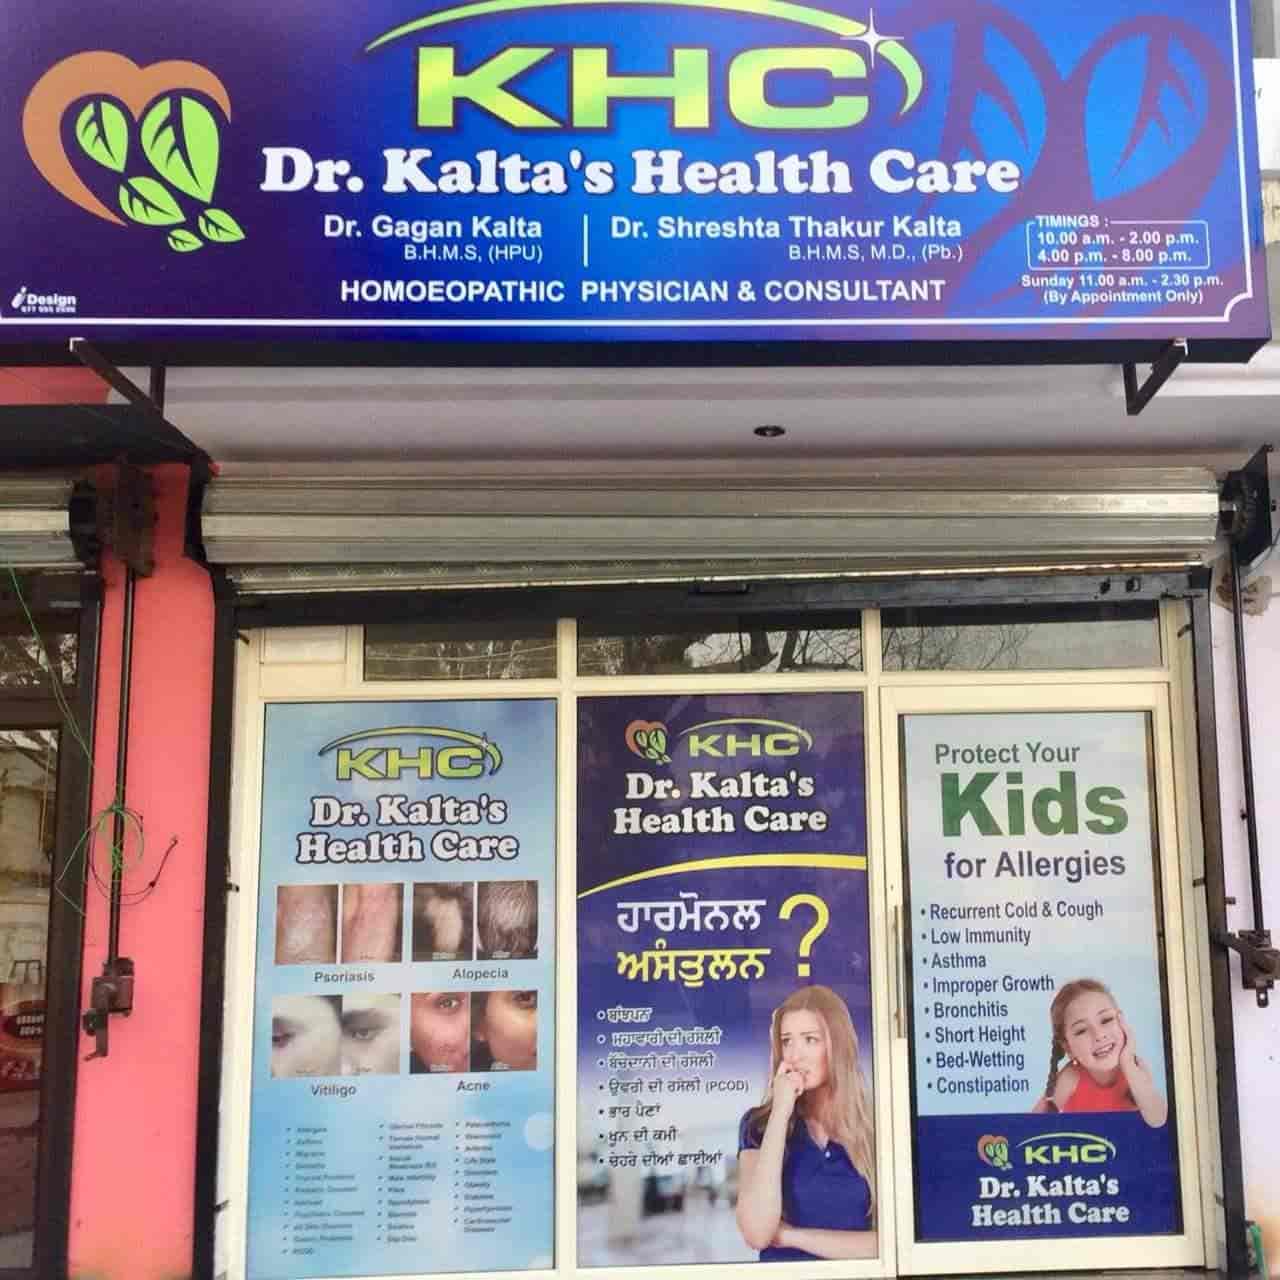 KHC
Dr. Kalta's Health Care
Dr. Gagan Kalta
B.H.M.S, (HPU)
Dr. Shreshta Thakur Kalta
B.H.M.S, M.D., (Pb.)
HOMOEOPATHIC PHYSICIAN & CONSULTANT
TIMINGS :
10.00 a.m. - 2.00 p.m.
4.00 p.m. - 8.00 p.m.
Sunday 11.00 a.m. - 2.30 p.m.
(By Appointment Only)
Design
KHC
Dr. Kalta's
Health Care
Psoriasis
Alopecia
Vitiligo
Acne
KHC
Dr. Kalta's
Health Care
ਹਾਰਮੋਨਲ
ਅਸੰਤੁਲਨ ?
• ਬਾਂਝਪਨ
• ਮਹਾਵਾਰੀ ਦੀ ਰਸੋਲੀ
• ਬੱਚੇਦਾਨੀ ਦੀ ਰਸੋਲੀ
• ਉਵਰੀ ਦੀ ਰਸੋਲੀ (PCOD)
• ਭਾਰ ਪੈਣਾਂ
• ਖੂਨ ਦੀ ਕਮੀ
• ਚੇਹਰੇ ਦੀਆਂ ਛਾਈਆਂ
Protect Your
Kids
for Allergies
• Recurrent Cold & Cough
• Low Immunity
• Asthma
• Improper Growth
• Bronchitis
• Short Height
• Bed-Wetting
• Constipation
KHC
Dr. Kalta's
Health Care